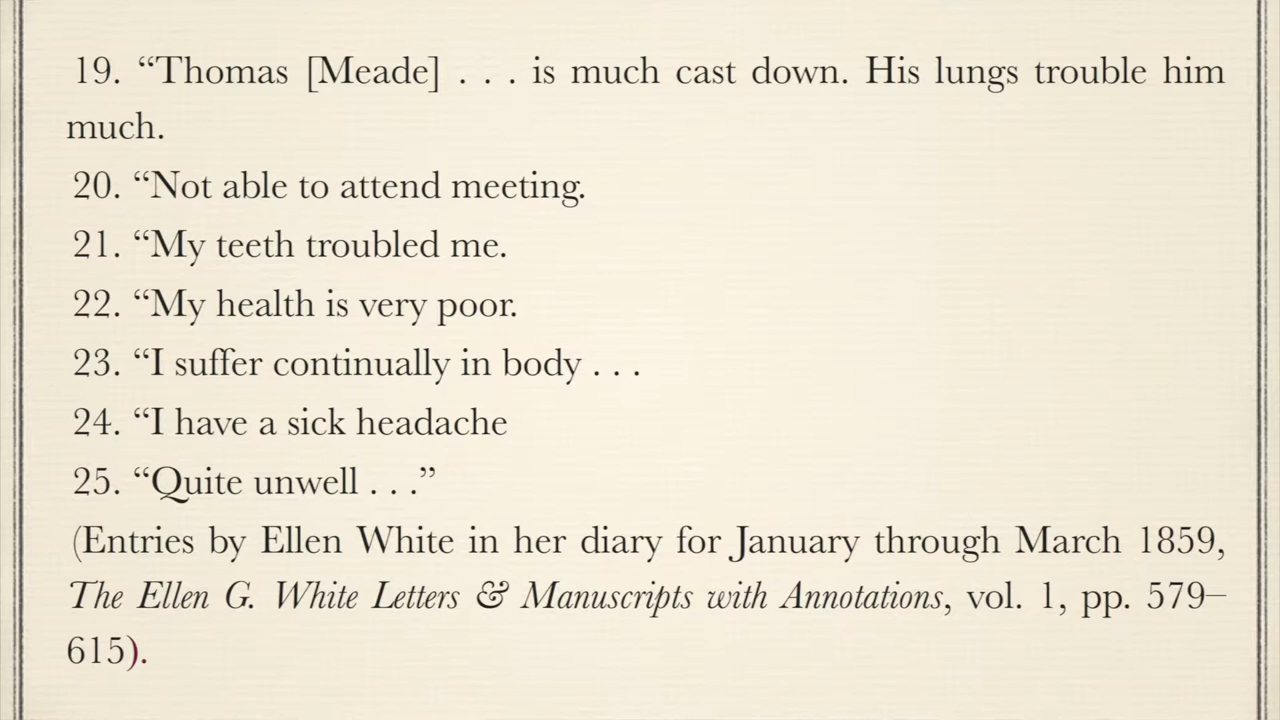 19. “Thomas [Meade] . . . is much cast down. His lungs trouble him
much.
20. “Not able to attend meeting.
21. “My teeth troubled me.
22. “My health is very poor.
23. “I suffer continually in body . . .
24. “I have a sick headache
25. “Quite unwell . . .”
(Entries by Ellen White in her diary for January through March 1859,
The Ellen G. White Letters & Manuscripts with Annotations, vol. 1, pp. 579–
615).